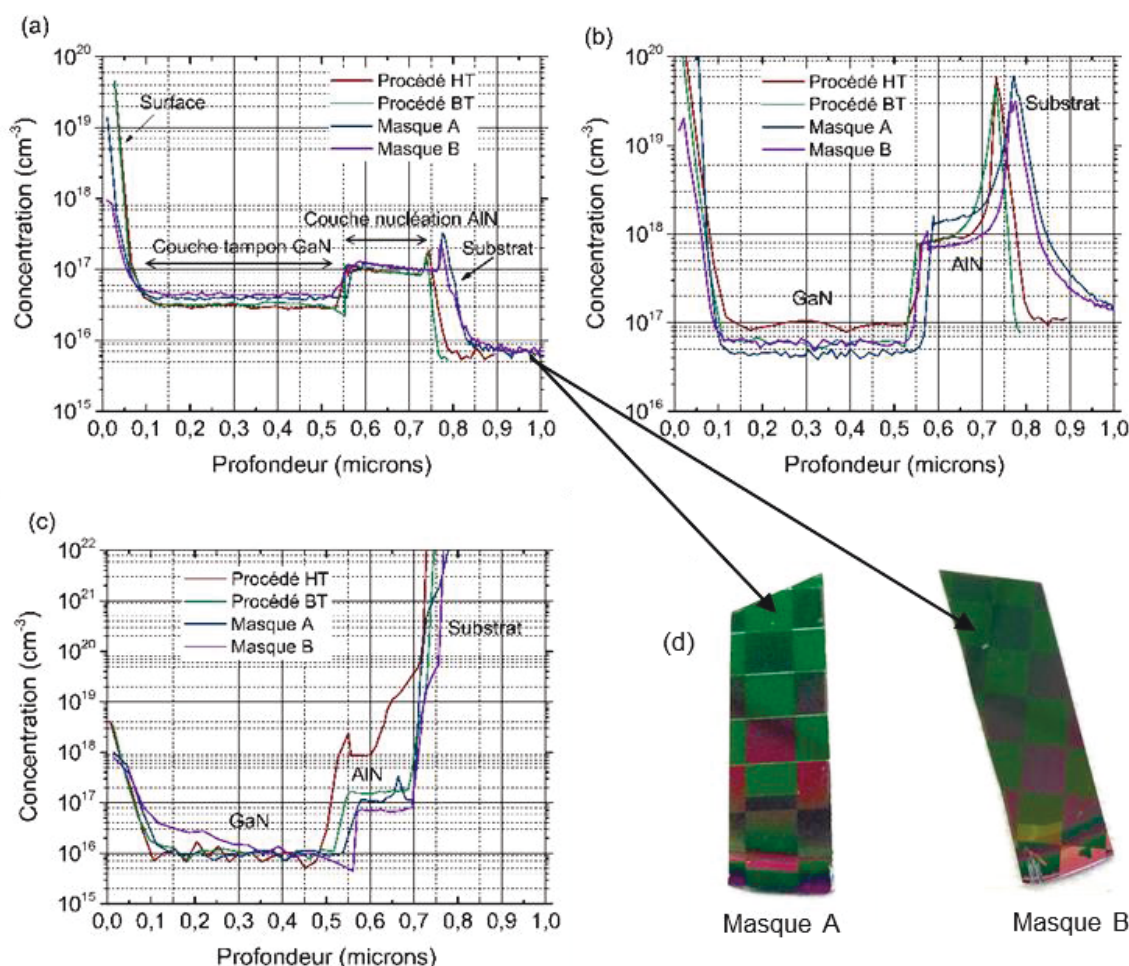 (a)
10^20
10^19
10^18
10^17
10^16
10^15
Concentration (cm^-3)
Procédé HT
Procédé BT
Masque A
Masque B
Surface
Couche nucléation AlN
Couche tampon GaN
Substrat
0,0 0,1 0,2 0,3 0,4 0,5 0,6 0,7 0,8 0,9 1,0
Profondeur (microns)
(b)
10^20
10^19
10^18
10^17
10^16
Concentration (cm^-3)
Procédé HT
Procédé BT
Masque A
Masque B
Substrat
AlN
GaN
0,0 0,1 0,2 0,3 0,4 0,5 0,6 0,7 0,8 0,9 1,0
Profondeur (microns)
(c)
10^22
10^21
10^20
10^19
10^18
10^17
10^16
10^15
Concentration (cm^-3)
Procédé HT
Procédé BT
Masque A
Masque B
Substrat
AlN
GaN
0,0 0,1 0,2 0,3 0,4 0,5 0,6 0,7 0,8 0,9 1,0
Profondeur (microns)
(d)
Masque A
Masque B